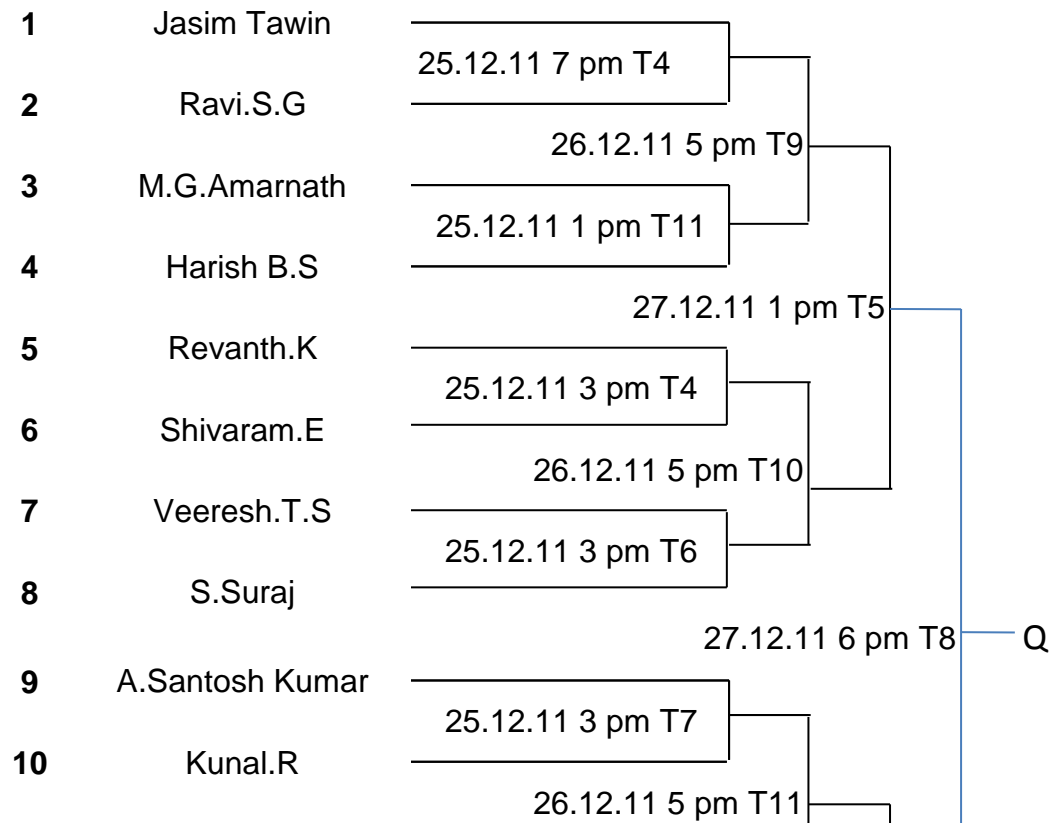 1 Jasim Tawin
25.12.11 7 pm T4
2 Ravi.S.G
26.12.11 5 pm T9
3 M.G.Amarnath
25.12.11 1 pm T11
4 Harish B.S
27.12.11 1 pm T5
5 Revanth.K
25.12.11 3 pm T4
6 Shivaram.E
26.12.11 5 pm T10
7 Veeresh.T.S
25.12.11 3 pm T6
8 S.Suraj
27.12.11 6 pm T8 Q
9 A.Santosh Kumar
25.12.11 3 pm T7
10 Kunal.R
26.12.11 5 pm T11